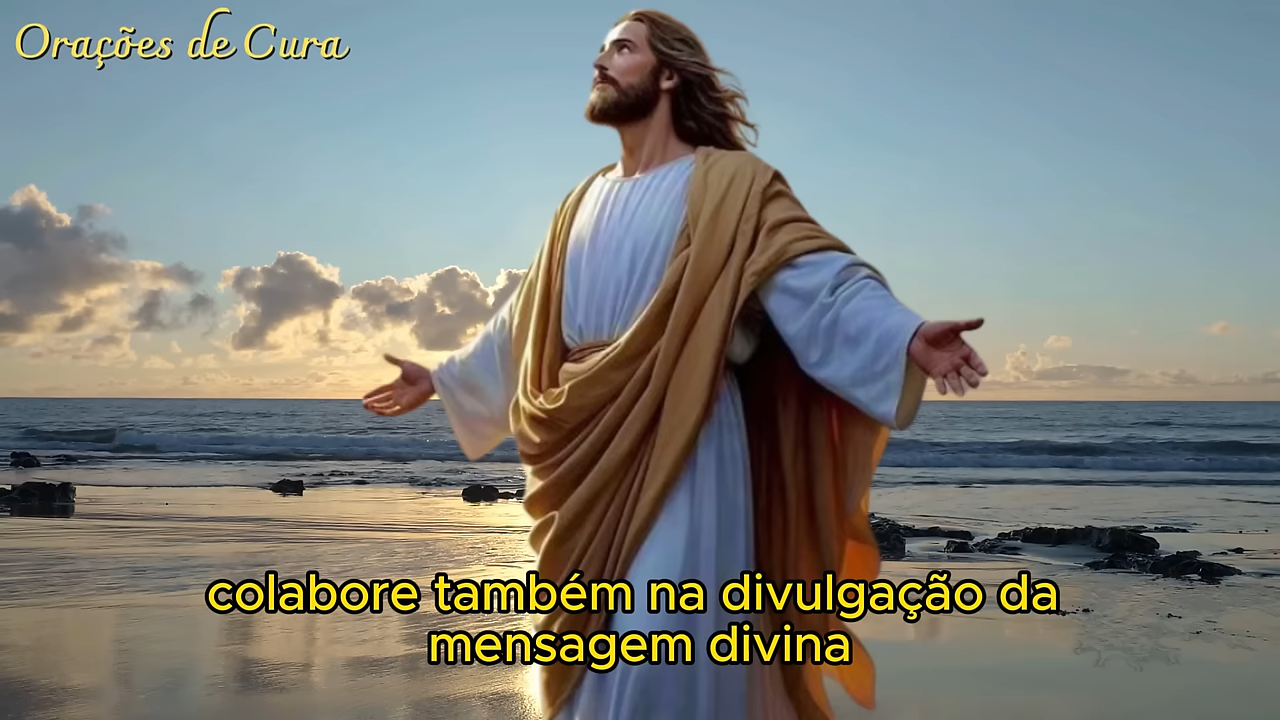 Orações de Cura
colabore também na divulgação da
mensagem divina